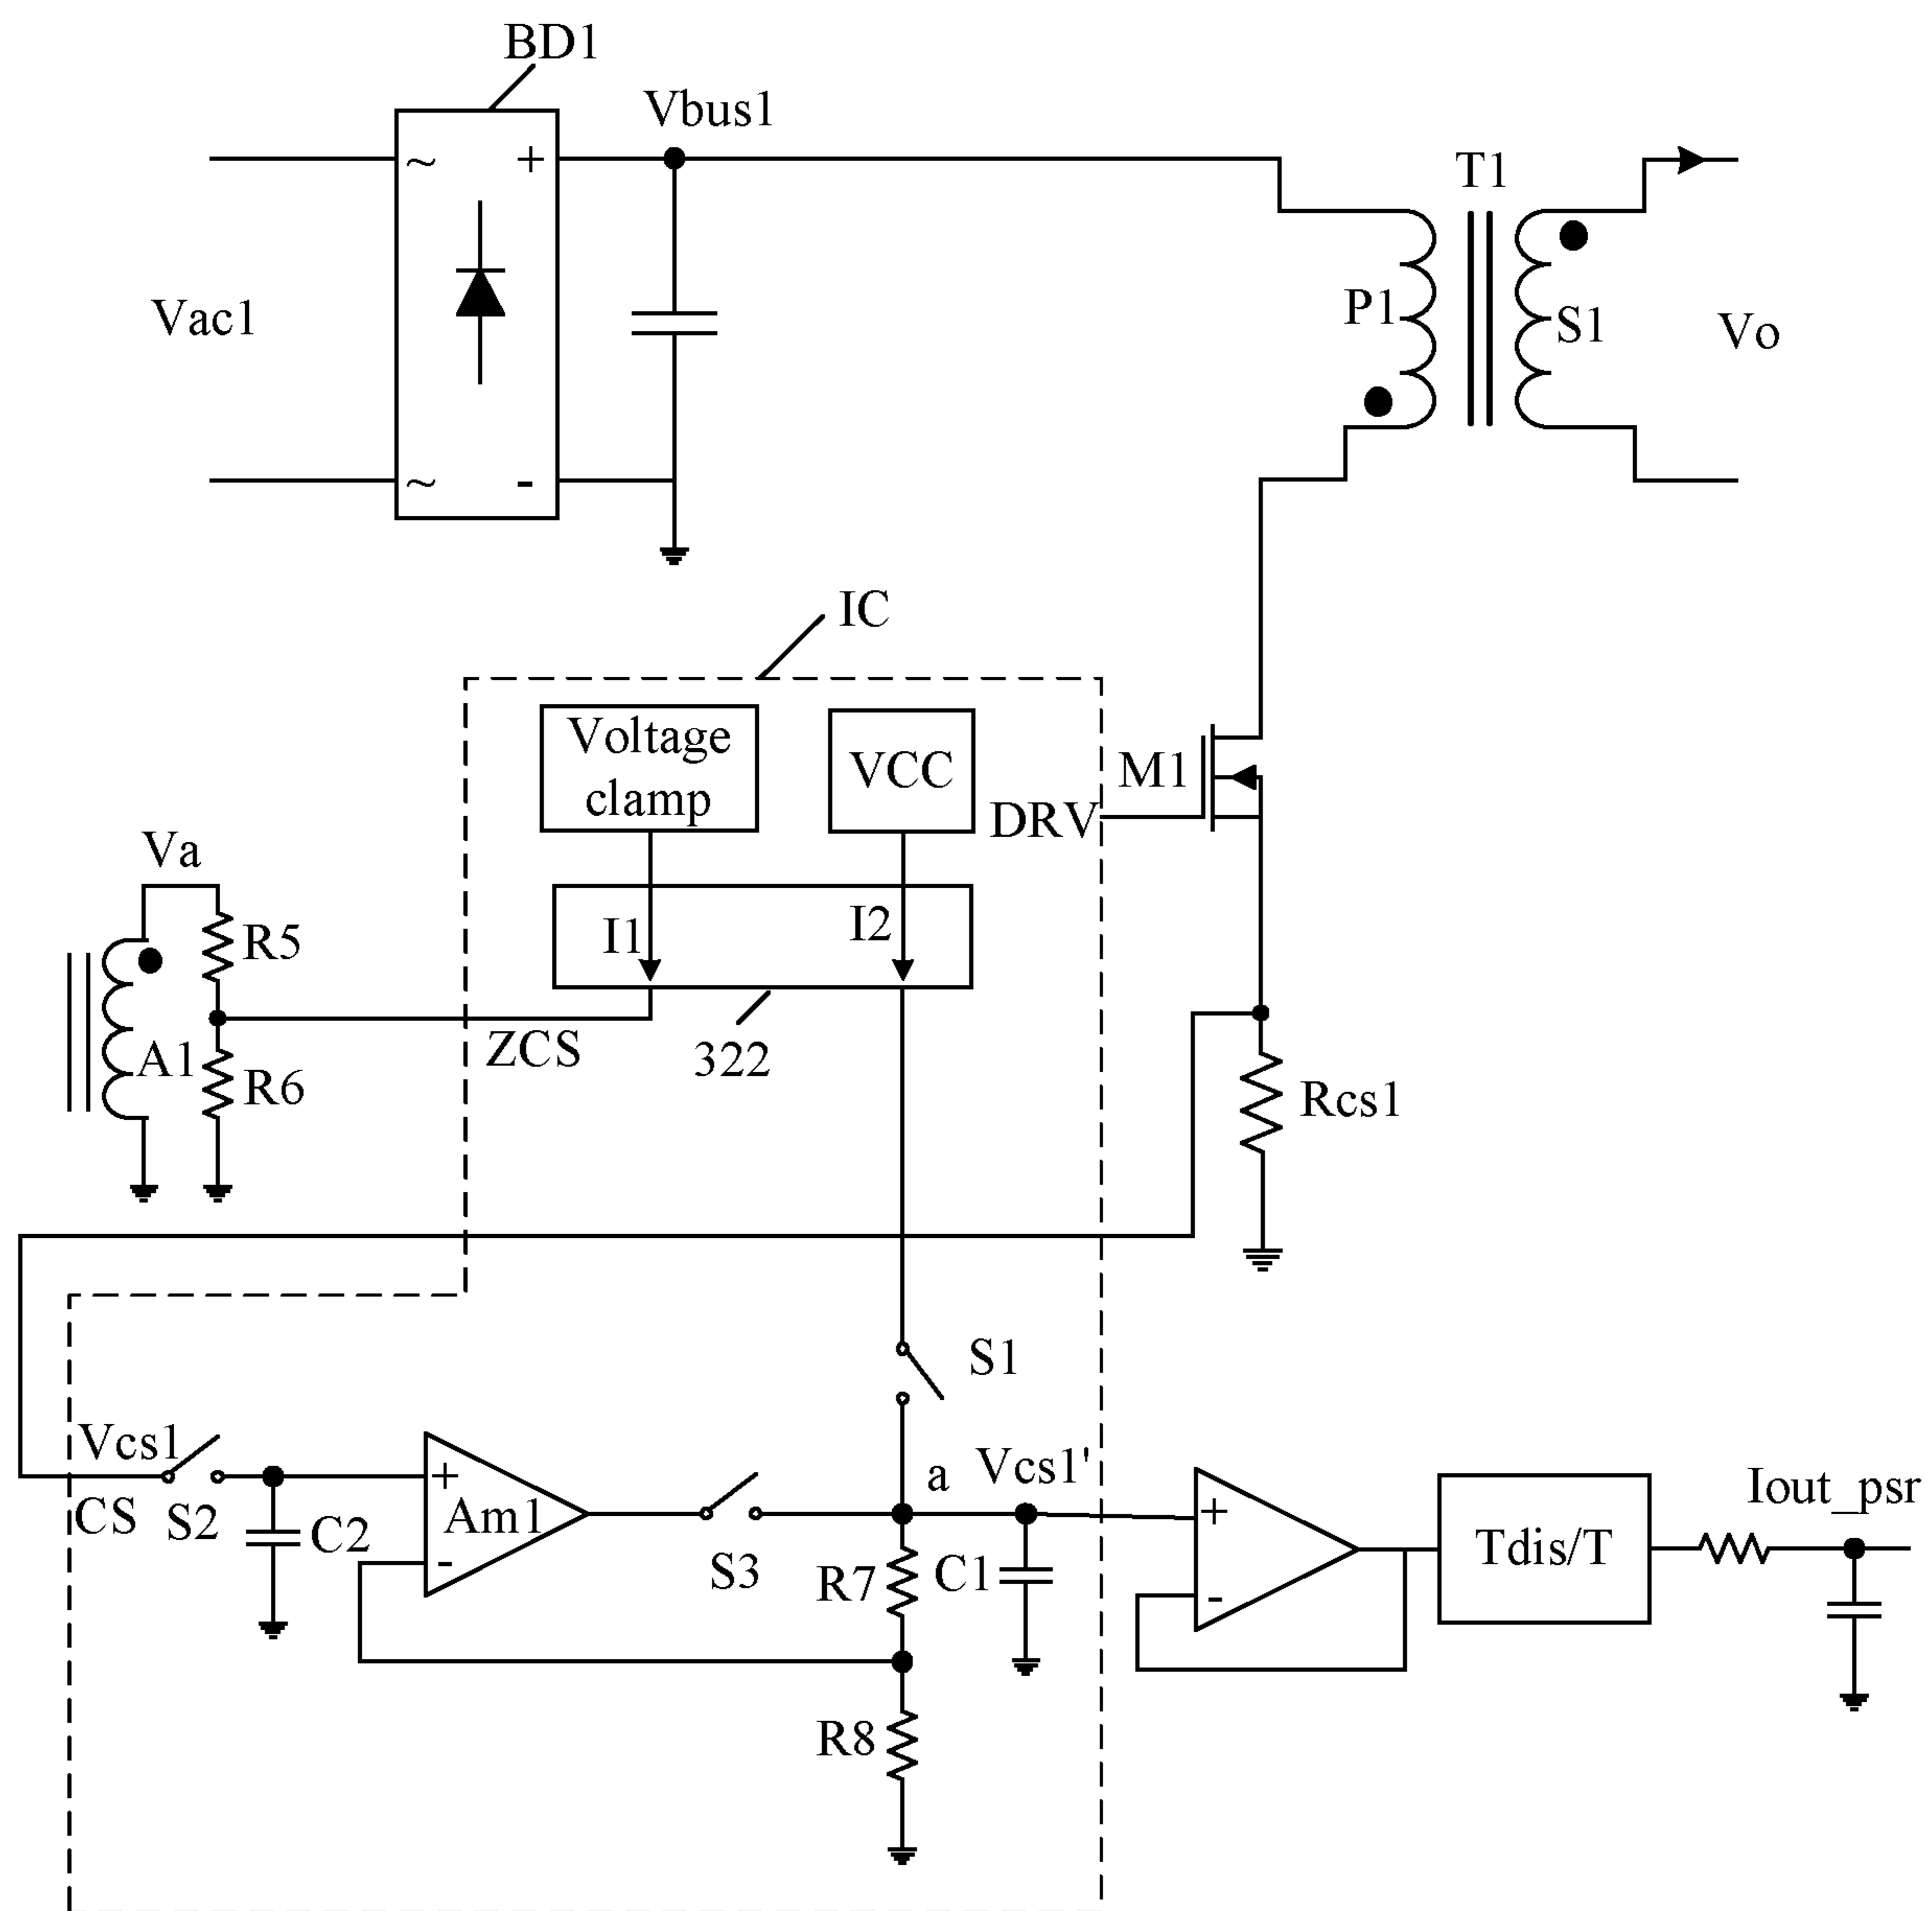 BD1
Vbus1
~ +
T1
Vac1
P1
S1
Vo
~ -
IC
Voltage
clamp
VCC
M1
DRV
Va
R5
I1
I2
ZCS
322
A1
R6
Rcs1
S1
Vcs1
CS
S2
C2
+
Am1
-
S3
a
Vcs1'
R7
C1
R8
+
-
Tdis/T
Iout_psr